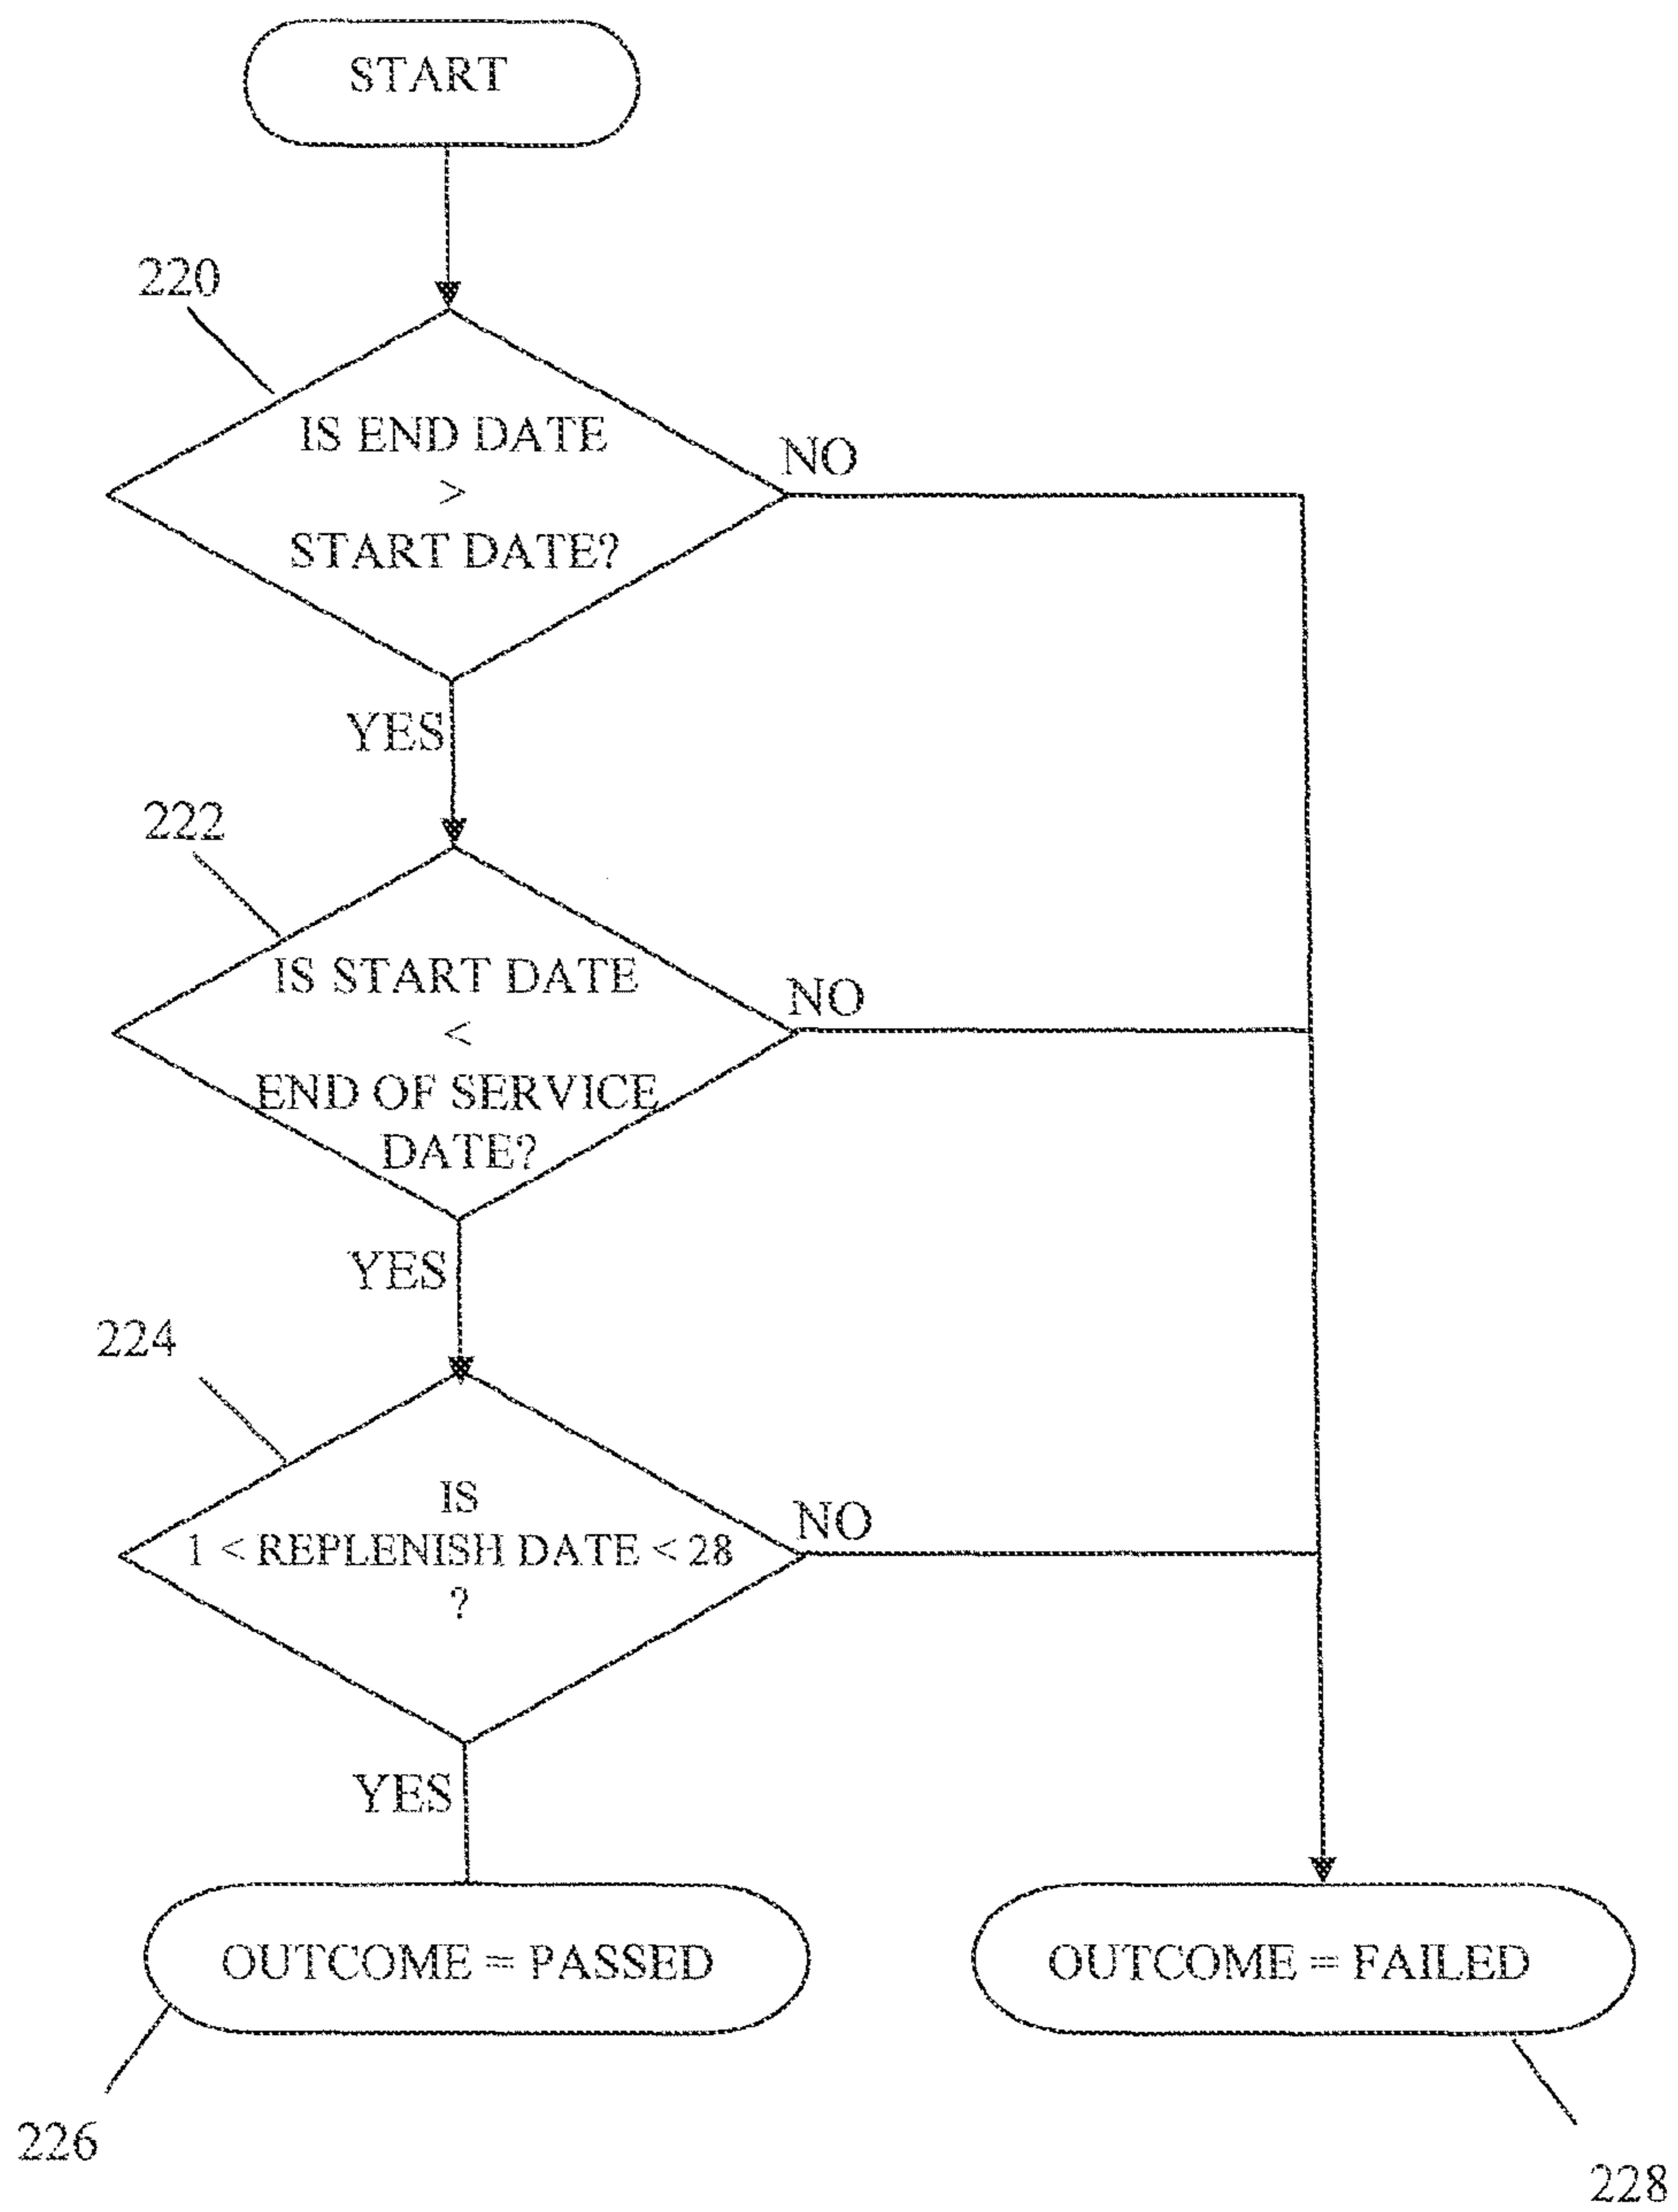 START
220
IS END DATE
>
START DATE?
NO
YES
222
IS START DATE
<
END OF SERVICE
DATE?
NO
YES
224
IS
1 < REPLENISH DATE < 28
?
NO
YES
OUTCOME = PASSED
OUTCOME = FAILED
226
228